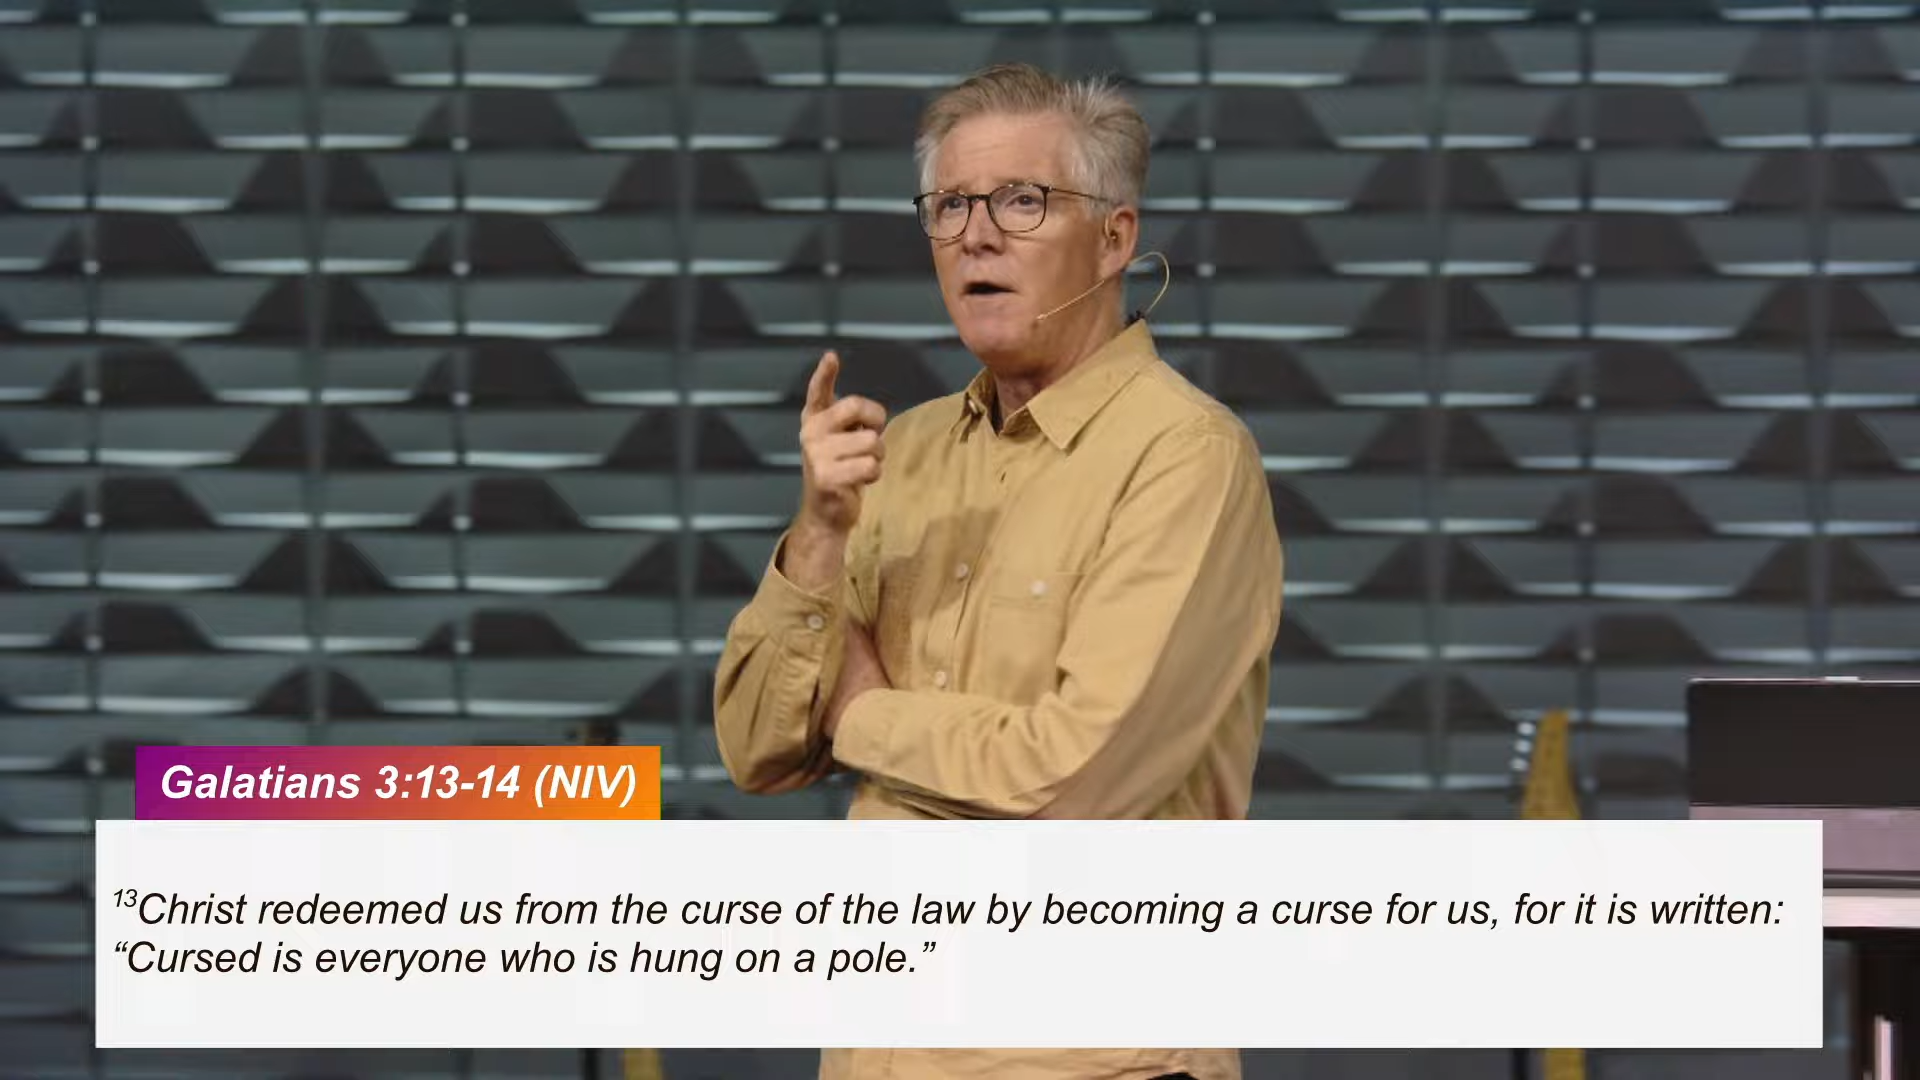 Galatians 3:13-14 (NIV)
¹³Christ redeemed us from the curse of the law by becoming a curse for us, for it is written:
“Cursed is everyone who is hung on a pole.”